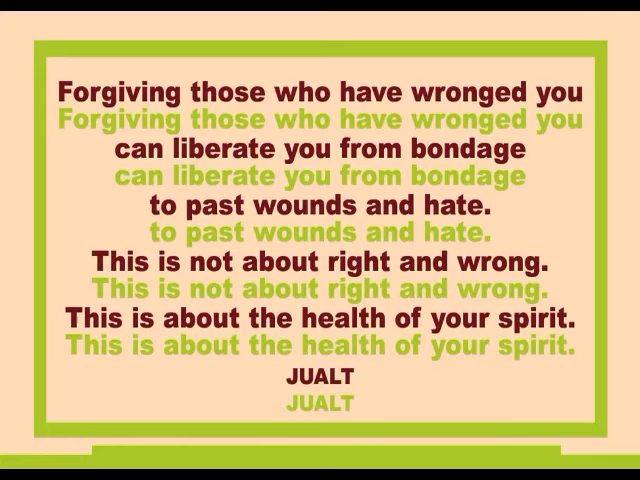 Forgiving those who have wronged you
Forgiving those who have wronged you
can liberate you from bondage
can liberate you from bondage
to past wounds and hate.
to past wounds and hate.
This is not about right and wrong.
This is not about right and wrong.
This is about the health of your spirit.
This is about the health of your spirit.
JUALT
JUALT